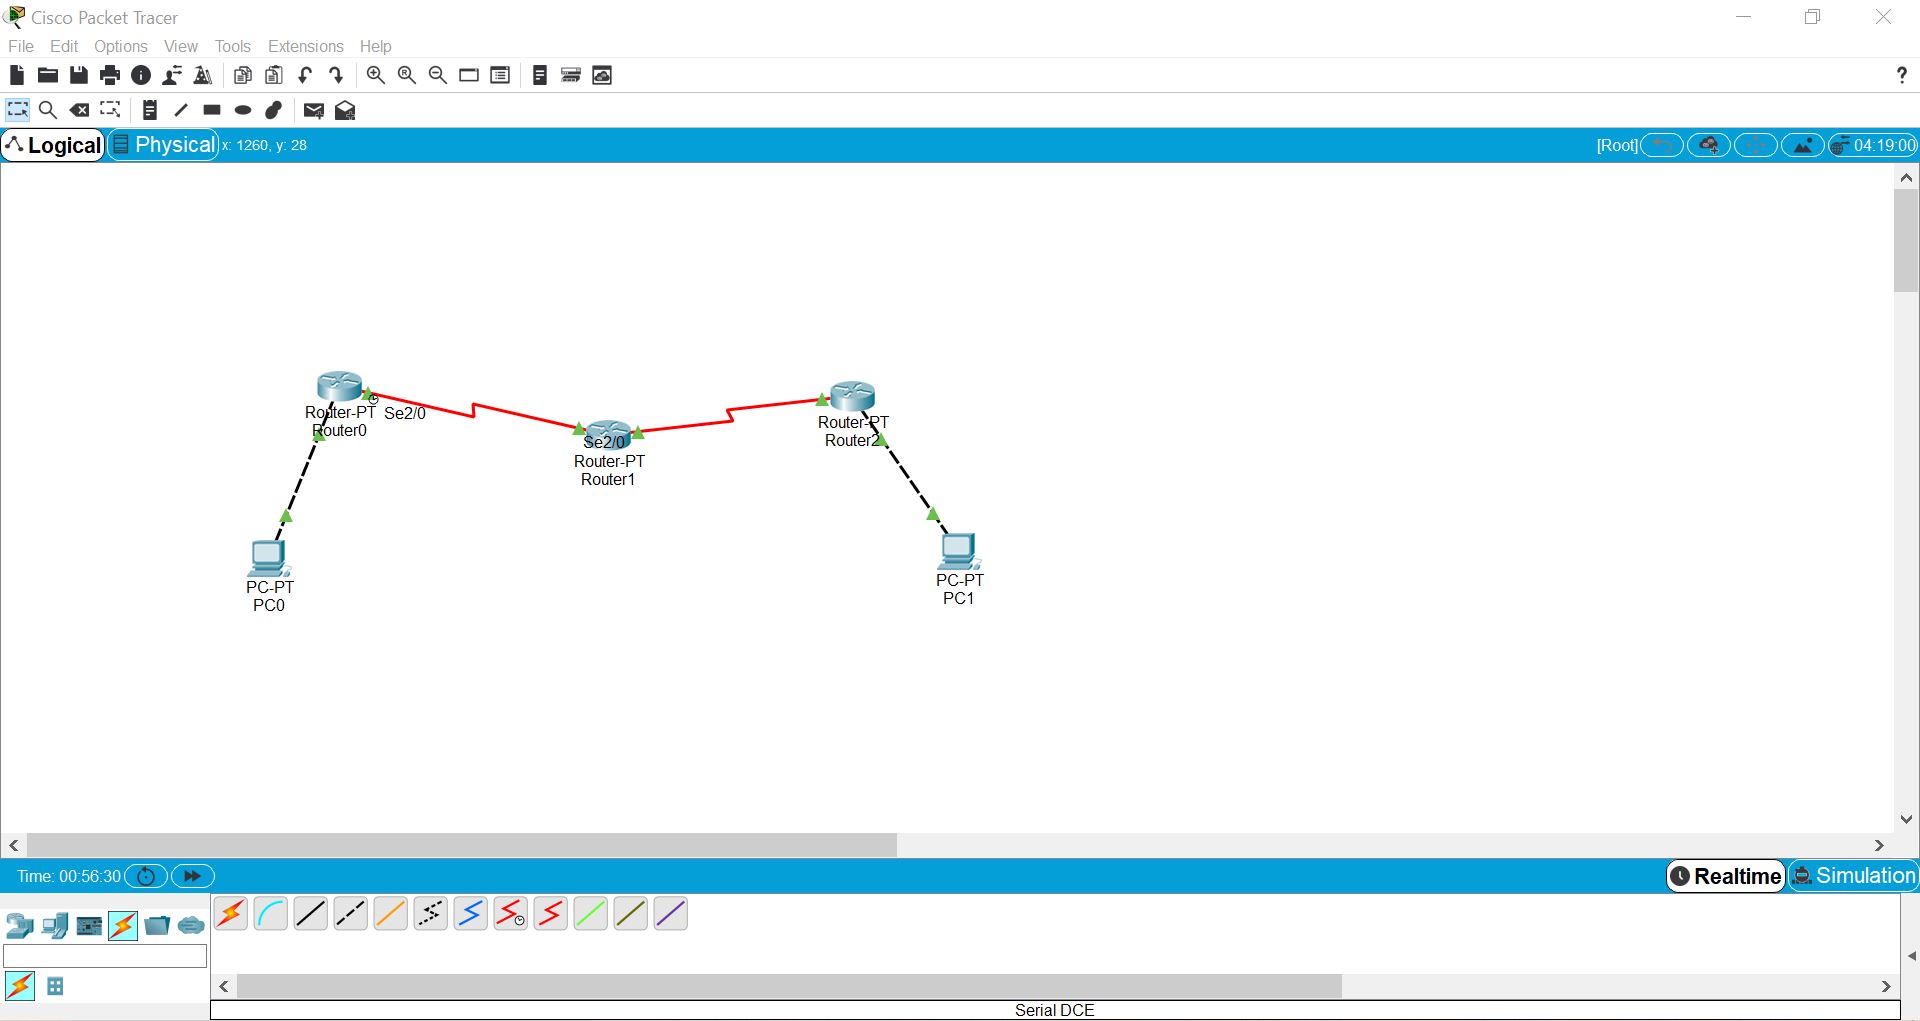 Cisco Packet Tracer
File Edit Options View Tools Extensions Help
?
Logical Physical x: 1260, y: 28 [Root] 04:19:00
Router-PT Se2/0
Router0
Router-PT
Router2
Se2/0
Router-PT
Router1
PC-PT
PC0
PC-PT
PC1
Time: 00:56:30 Realtime Simulation
Serial DCE